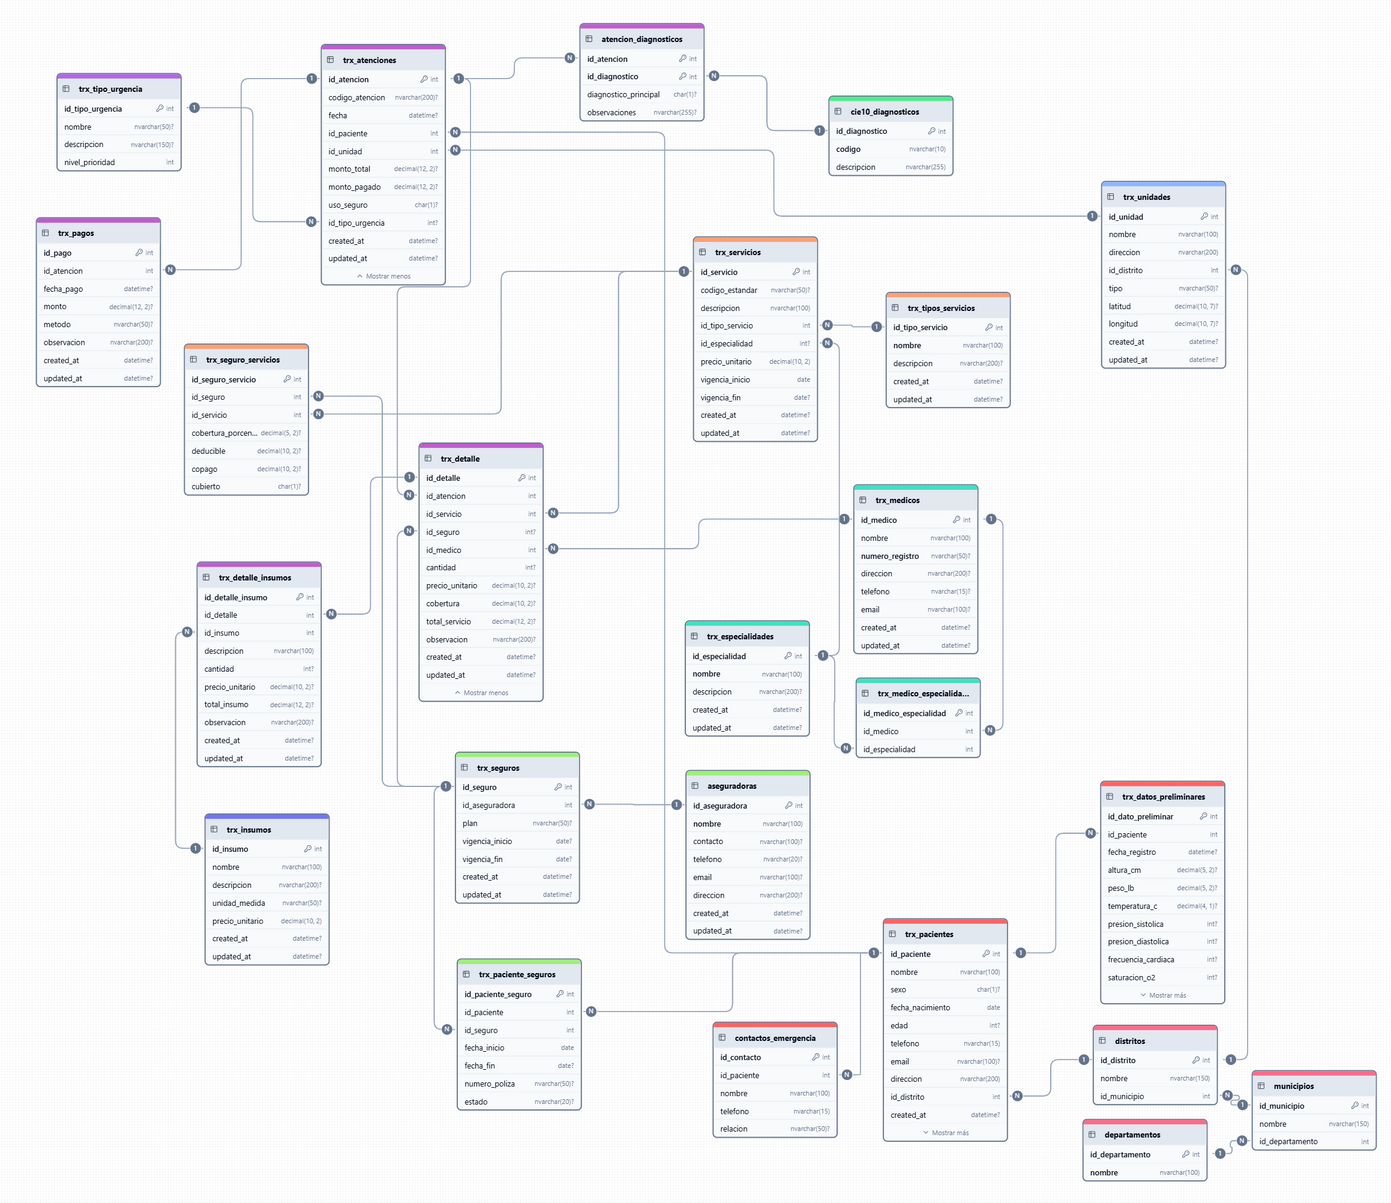 trx_tipo_urgencia
id_tipo_urgencia int
nombre nvarchar(50)?
descripcion nvarchar(150)?
nivel_prioridad int
trx_atenciones
id_atencion int
codigo_atencion nvarchar(200)?
fecha datetime?
id_paciente int
id_unidad int
monto_total decimal(12, 2)?
monto_pagado decimal(12, 2)?
uso_seguro char(1)?
id_tipo_urgencia int?
created_at datetime?
updated_at datetime?
Mostrar menos
atencion_diagnosticos
id_atencion int
id_diagnostico int
diagnostico_principal char(1)?
observaciones nvarchar(255)?
cie10_diagnosticos
id_diagnostico int
codigo nvarchar(10)
descripcion nvarchar(255)
trx_unidades
id_unidad int
nombre nvarchar(100)
direccion nvarchar(200)
id_distrito int
tipo nvarchar(50)?
latitud decimal(10, 7)?
longitud decimal(10, 7)?
created_at datetime?
updated_at datetime?
trx_pagos
id_pago int
id_atencion int
fecha_pago datetime?
monto decimal(12, 2)?
metodo nvarchar(50)?
observacion nvarchar(200)?
created_at datetime?
updated_at datetime?
trx_servicios
id_servicio int
codigo_estandar nvarchar(50)?
descripcion nvarchar(100)
id_tipo_servicio int
id_especialidad int?
precio_unitario decimal(10, 2)
vigencia_inicio date
vigencia_fin date?
created_at datetime?
updated_at datetime?
trx_tipos_servicios
id_tipo_servicio int
nombre nvarchar(100)
descripcion nvarchar(200)?
created_at datetime?
updated_at datetime?
trx_seguro_servicios
id_seguro_servicio int
id_seguro int
id_servicio int
cobertura_porcen... decimal(5, 2)?
deducible decimal(10, 2)?
copago decimal(10, 2)?
cubierto char(1)?
trx_detalle
id_detalle int
id_atencion int
id_servicio int
id_seguro int?
id_medico int
cantidad int?
precio_unitario decimal(10, 2)?
cobertura decimal(10, 2)?
total_servicio decimal(12, 2)?
observacion nvarchar(200)?
created_at datetime?
updated_at datetime?
Mostrar menos
trx_medicos
id_medico int
nombre nvarchar(100)
numero_registro nvarchar(50)?
direccion nvarchar(200)?
telefono nvarchar(15)?
email nvarchar(100)?
created_at datetime?
updated_at datetime?
trx_detalle_insumos
id_detalle_insumo int
id_detalle int
id_insumo int
descripcion nvarchar(100)
cantidad int?
precio_unitario decimal(10, 2)?
total_insumo decimal(12, 2)?
observacion nvarchar(200)?
created_at datetime?
updated_at datetime?
trx_especialidades
id_especialidad int
nombre nvarchar(100)
descripcion nvarchar(200)?
created_at datetime?
updated_at datetime?
trx_medico_especialida...
id_medico_especialidad int
id_medico int
id_especialidad int
trx_seguros
id_seguro int
id_aseguradora int
plan nvarchar(50)?
vigencia_inicio date?
vigencia_fin date?
created_at datetime?
updated_at datetime?
aseguradoras
id_aseguradora int
nombre nvarchar(100)
contacto nvarchar(100)?
telefono nvarchar(20)?
email nvarchar(100)?
direccion nvarchar(200)?
created_at datetime?
updated_at datetime?
trx_datos_preliminares
id_dato_preliminar int
id_paciente int
fecha_registro datetime?
altura_cm decimal(5, 2)?
peso_lb decimal(5, 2)?
temperatura_c decimal(4, 1)?
presion_sistolica int?
presion_diastolica int?
frecuencia_cardiaca int?
saturacion_o2 int?
Mostrar más
trx_insumos
id_insumo int
nombre nvarchar(100)
descripcion nvarchar(200)?
unidad_medida nvarchar(50)?
precio_unitario decimal(10, 2)
created_at datetime?
updated_at datetime?
trx_paciente_seguros
id_paciente_seguro int
id_paciente int
id_seguro int
fecha_inicio date
fecha_fin date?
numero_poliza nvarchar(50)?
estado nvarchar(20)?
trx_pacientes
id_paciente int
nombre nvarchar(100)
sexo char(1)?
fecha_nacimiento date
edad int?
telefono nvarchar(15)
email nvarchar(100)?
direccion nvarchar(200)
id_distrito int
created_at datetime?
Mostrar más
contactos_emergencia
id_contacto int
id_paciente int
nombre nvarchar(100)
telefono nvarchar(15)
relacion nvarchar(50)?
distritos
id_distrito int
nombre nvarchar(150)
id_municipio int
municipios
id_municipio int
nombre nvarchar(150)
id_departamento int
departamentos
id_departamento int
nombre nvarchar(100)